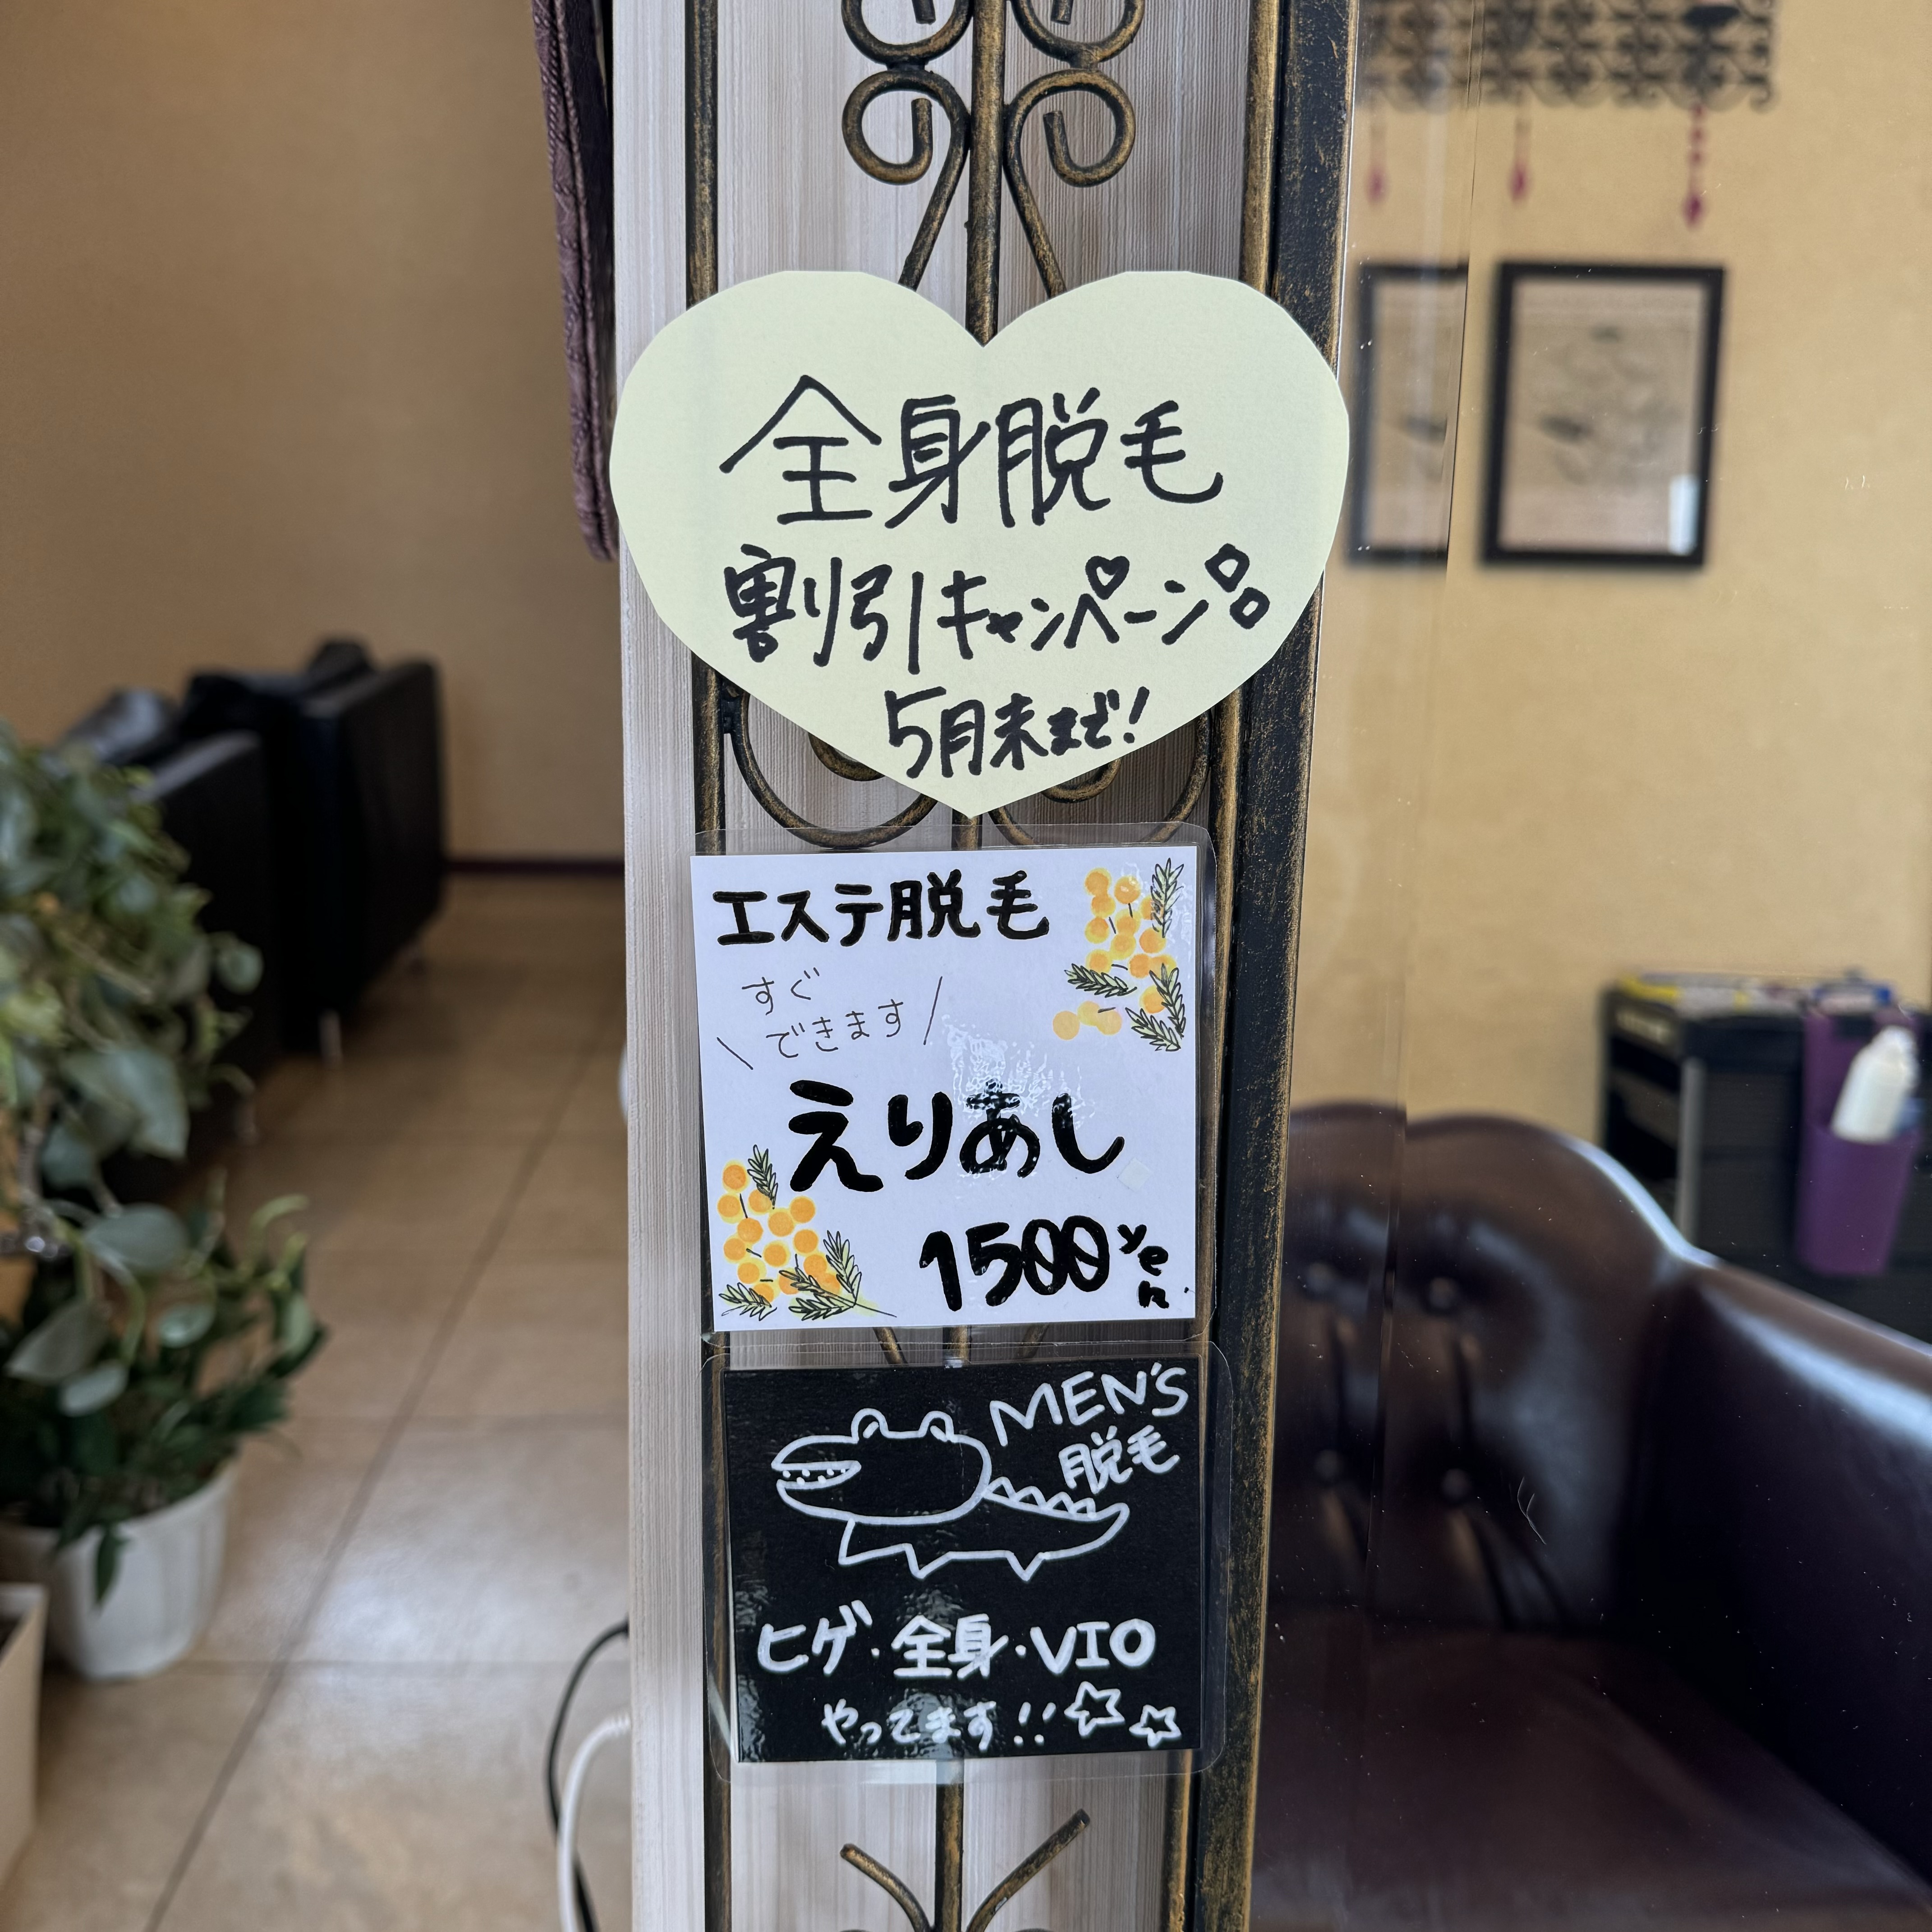 全身脱毛
割引キャンペーン
5月末まで!
エステ脱毛
すぐ
できます
えりあし
1500yen
MEN'S
脱毛
ヒゲ・全身・VIO
やってます!!